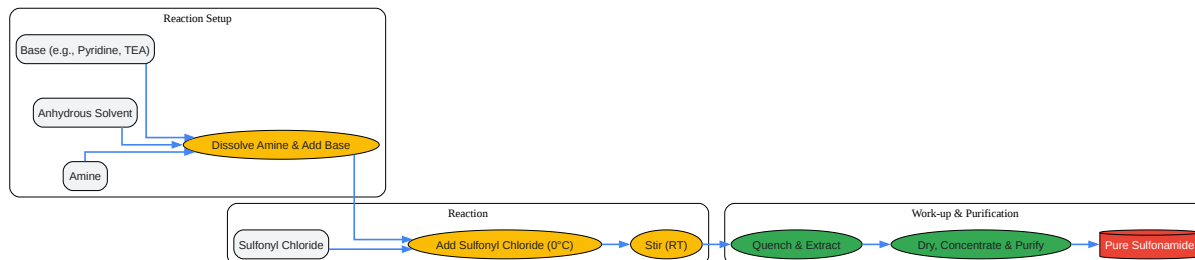 Reaction Setup
Base (e.g., Pyridine, TEA)
Anhydrous Solvent
Dissolve Amine & Add Base
Amine
Reaction
Sulfonyl Chloride
Add Sulfonyl Chloride (0°C)
Stir (RT)
Work-up & Purification
Quench & Extract
Dry, Concentrate & Purify
Pure Sulfonamide